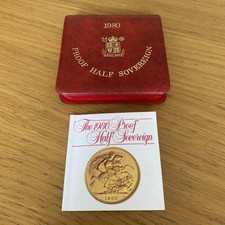 1980
PROOF HALF SOVEREIGN
The 1980 Proof
Half Sovereign
1980